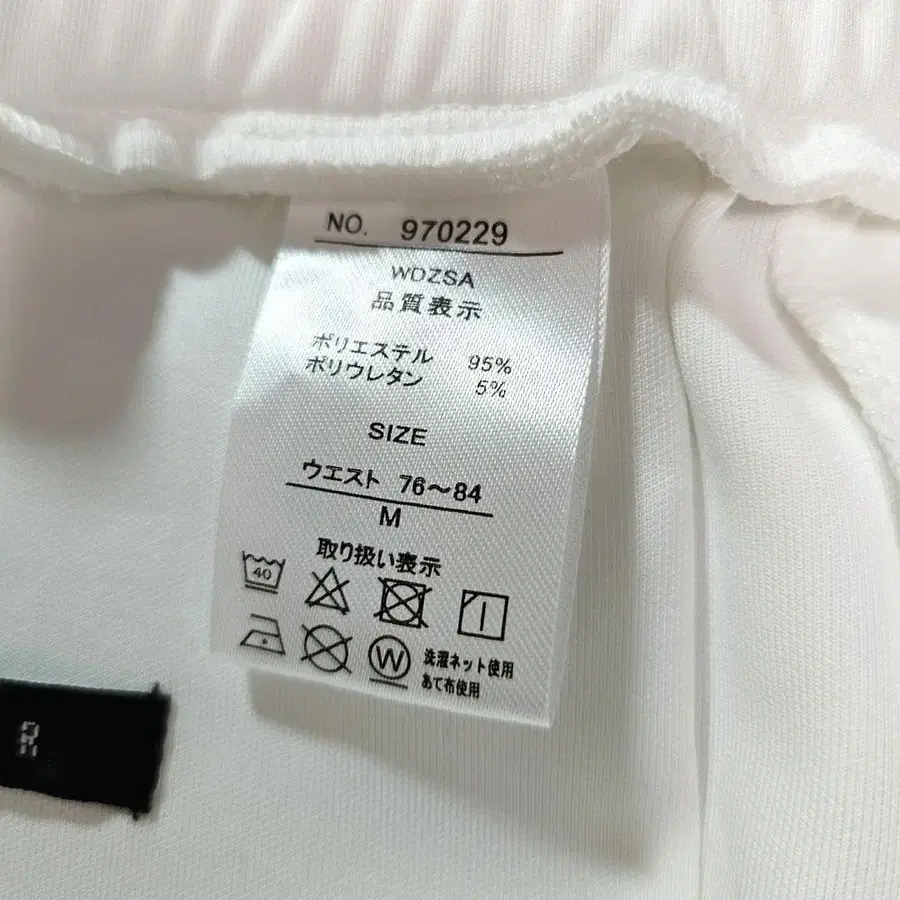 NO. 970229
WDZSA
品質表示
ポリエステル 95%
ポリウレタン 5%
SIZE
ウエスト 76〜84
M
取り扱い表示
40
W
洗濯ネット使用
あて布使用
R